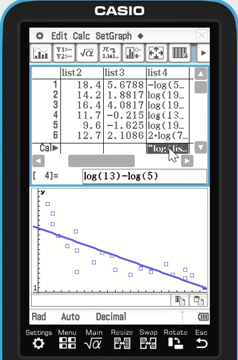 CASIO
Edit Calc SetGraph
list2 list3 list4
1 18.4 5.6788 -log(5…
2 14.2 1.8817 log(19…
3 16.4 4.0817 log(19…
4 11.7 -0.215 log(13…
5 9.6 -1.625 log(19…
6 12.7 2.1086 2·log(7…
Cal▶ "log(lis…
[ 4]= log(13)-log(5)
y
1
Rad Auto Decimal
Settings Menu Main Resize Swap Rotate Esc